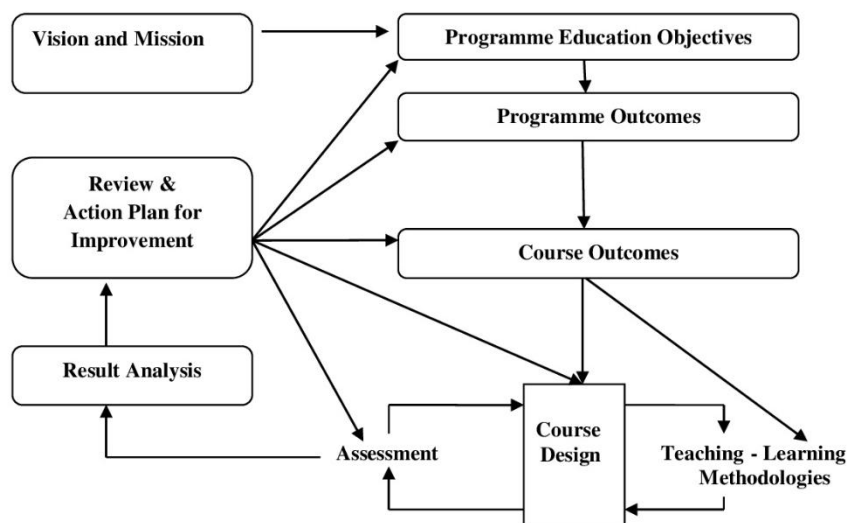 Vision and Mission
Programme Education Objectives
Programme Outcomes
Review &
Action Plan for
Improvement
Course Outcomes
Result Analysis
Assessment
Course
Design
Teaching - Learning
Methodologies